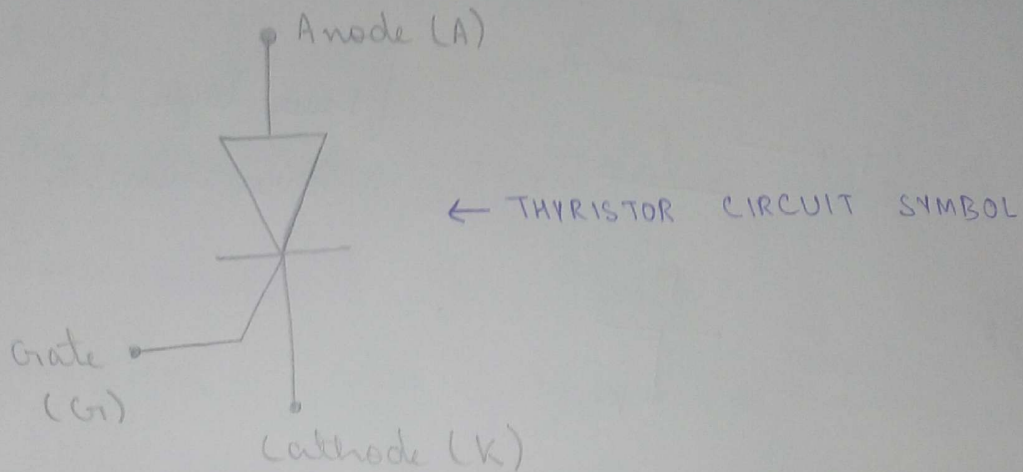 Anode (A)
← THYRISTOR CIRCUIT SYMBOL
Gate
(G)
Cathode (K)